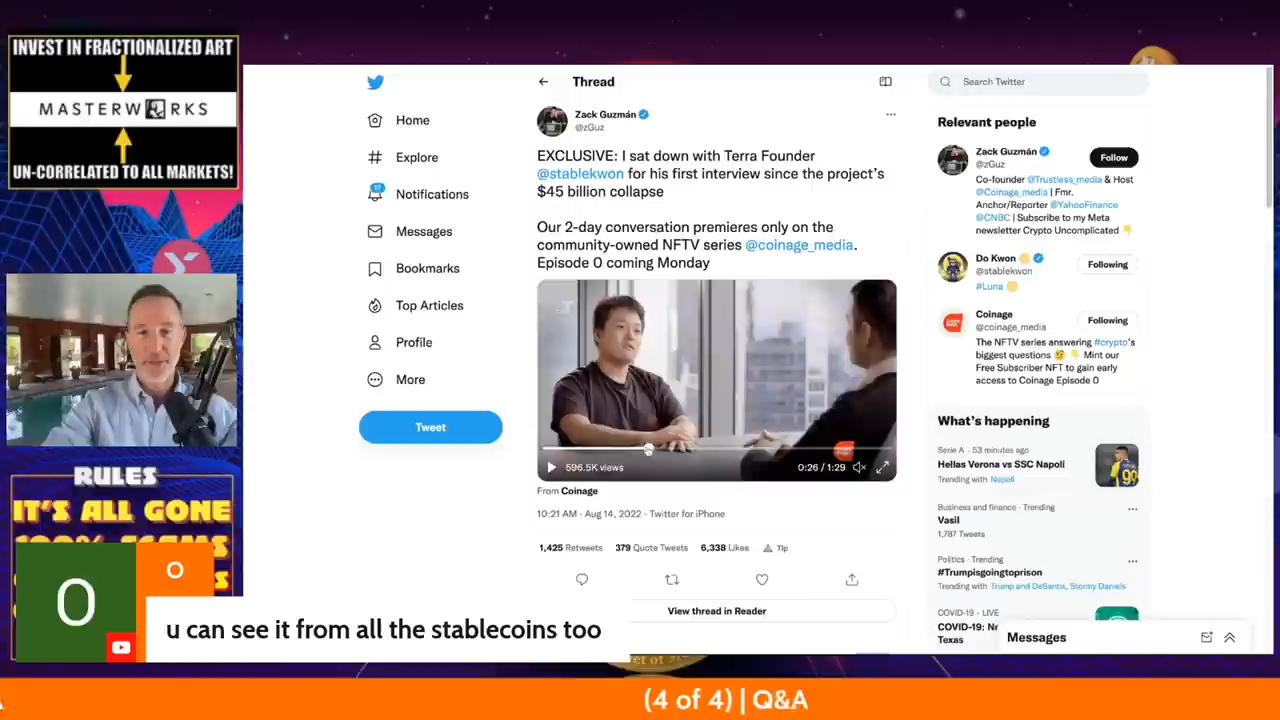 INVEST IN FRACTIONALIZED ART
MASTERWORKS
UN-CORRELATED TO ALL MARKETS!
RULES
IT'S ALL GONE
100% SCAMS
O
O
u can see it from all the stablecoins too
Home
Explore
17
Notifications
Messages
Bookmarks
Top Articles
Profile
More
Tweet
Thread
Zack Guzmán
@zGuz
EXCLUSIVE: I sat down with Terra Founder
@stablekwon for his first interview since the project's
$45 billion collapse
Our 2-day conversation premieres only on the
community-owned NFTV series @coinage_media.
Episode 0 coming Monday
596.5K views
0:26 / 1:29
From Coinage
10:21 AM · Aug 14, 2022 · Twitter for iPhone
1,425 Retweets 379 Quote Tweets 6,338 Likes Tip
View thread in Reader
Search Twitter
Relevant people
Zack Guzmán
@zGuz
Follow
Co-founder @Trustless_media & Host
@Coinage_media | Fmr.
Anchor/Reporter @YahooFinance
@CNBC | Subscribe to my Meta
newsletter Crypto Uncomplicated
Do Kwon
@stablekwon
Following
#Luna
Coinage
@coinage_media
Following
The NFTV series answering #crypto's
biggest questions
Mint our
Free Subscriber NFT to gain early
access to Coinage Episode 0
What's happening
Serie A · 53 minutes ago
Hellas Verona vs SSC Napoli
Trending with Napoli
Business and finance · Trending
Vasil
1,787 Tweets
Politics · Trending
#Trumpisgoingtoprison
Trending with Trump and DeSantis, Stormy Daniels
COVID-19 · LIVE
COVID-19:
Texas
Messages
(4 of 4) | Q&A